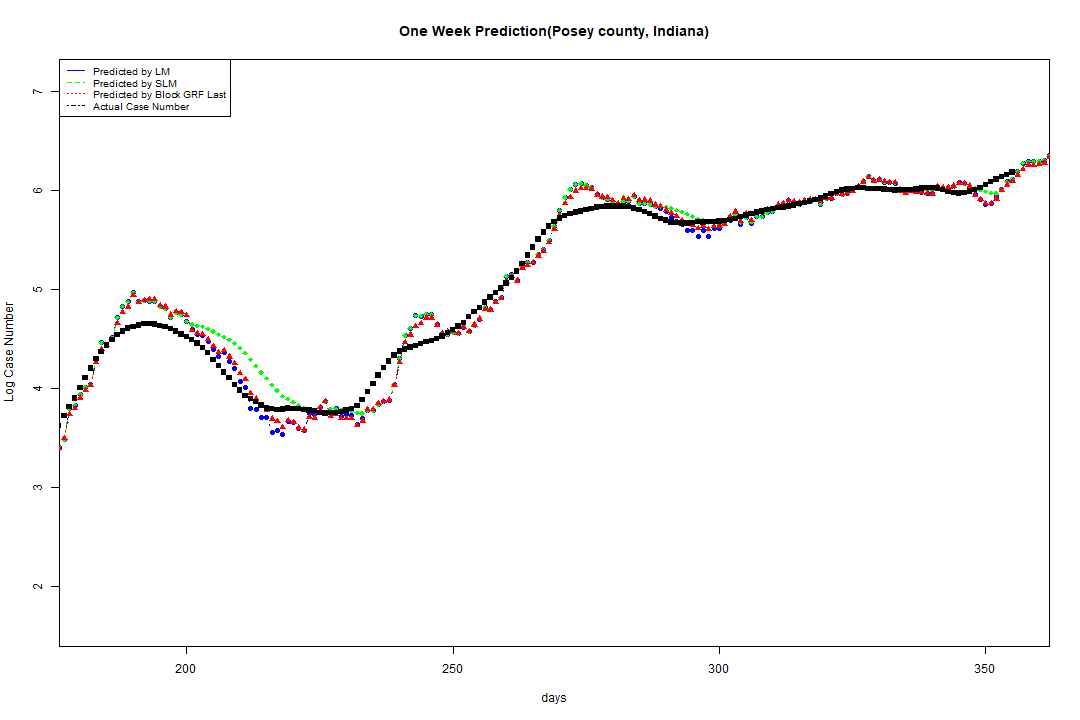 One Week Prediction(Posey county, Indiana)
Predicted by LM
Predicted by SLM
Predicted by Block GRF Last
Actual Case Number
7
6
5
4
3
2
Log Case Number
200 250 300 350
days